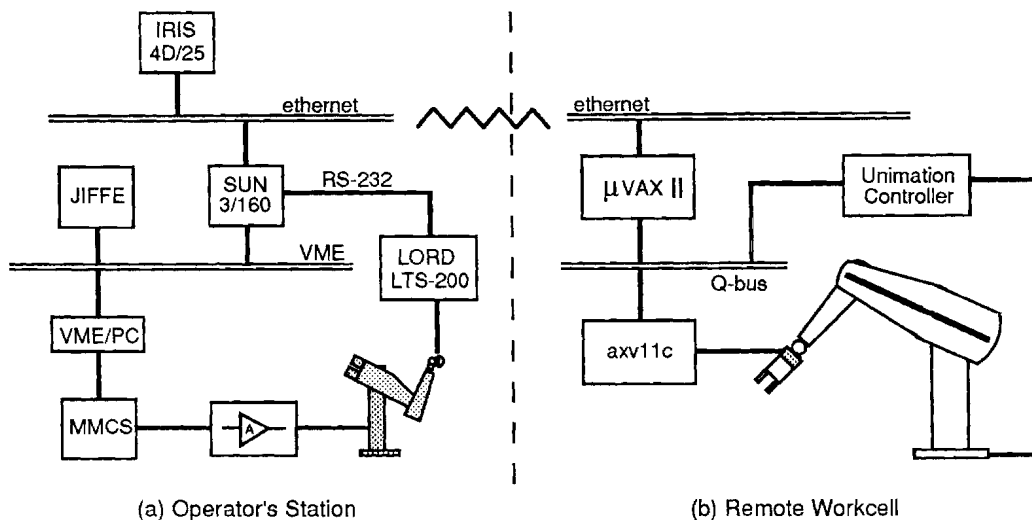 IRIS
4D/25
ethernet
ethernet
JIFFE
SUN
3/160
RS-232
μVAX II
Unimation
Controller
VME
LORD
LTS-200
Q-bus
VME/PC
axv11c
MMCS
A
(a) Operator's Station
(b) Remote Workcell